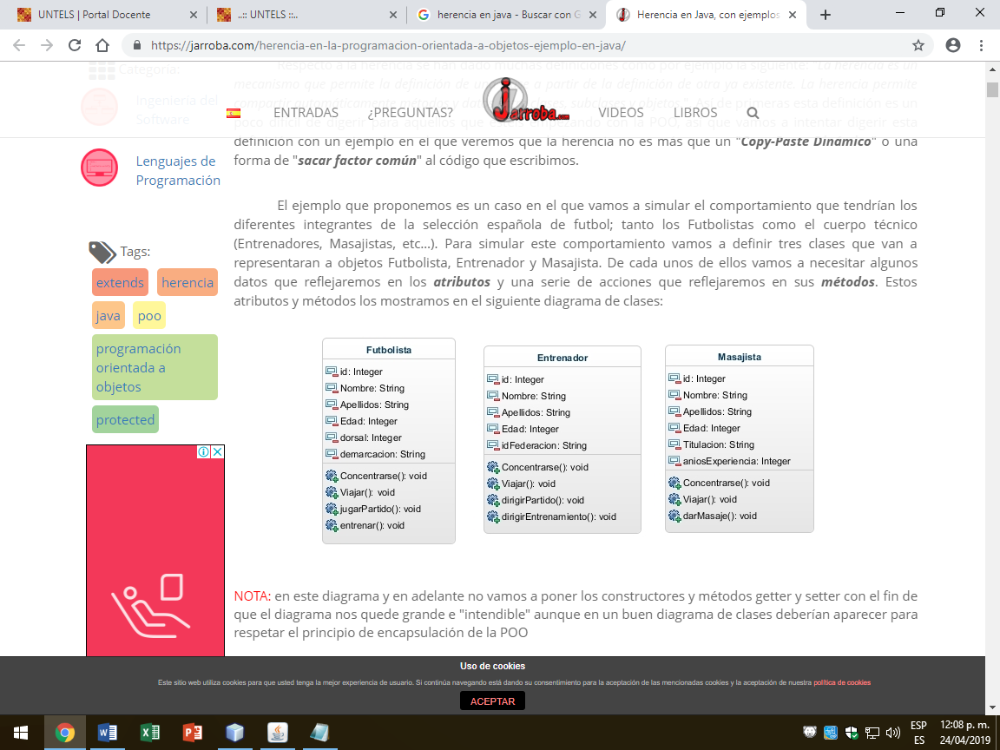 UNTELS | Portal Docente
..:: UNTELS ::..
herencia en java - Buscar con G
Herencia en Java, con ejemplos
https://jarroba.com/herencia-en-la-programacion-orientada-a-objetos-ejemplo-en-java/
Categoría:
Ingeniería del
Software
Lenguajes de
Programación
Tags:
extends
herencia
java
poo
programación
orientada a
objetos
protected
ENTRADAS
¿PREGUNTAS?
Jarroba.com
VIDEOS
LIBROS
Respecto a la herencia se han dado muchas definiciones como por ejemplo la siguiente: "La herencia es un
mecanismo que permite la definición de una clase a partir de la definición de otra ya existente. La herencia permite
compartir automáticamente métodos y datos entre clases, subclases y objetos." Así de primeras esta definición es un
poco difícil de digerir para aquellos que estéis empezando con la POO, así que vamos a intentar digerir esta
definición con un ejemplo en el que veremos que la herencia no es más que un "Copy-Paste Dinámico" o una
forma de "sacar factor común" al código que escribimos.
El ejemplo que proponemos es un caso en el que vamos a simular el comportamiento que tendrían los
diferentes integrantes de la selección española de futbol; tanto los Futbolistas como el cuerpo técnico
(Entrenadores, Masajistas, etc...). Para simular este comportamiento vamos a definir tres clases que van a
representaran a objetos Futbolista, Entrenador y Masajista. De cada unos de ellos vamos a necesitar algunos
datos que reflejaremos en los atributos y una serie de acciones que reflejaremos en sus métodos. Estos
atributos y métodos los mostramos en el siguiente diagrama de clases:
Futbolista
id: Integer
Nombre: String
Apellidos: String
Edad: Integer
dorsal: Integer
demarcacion: String
Concentrarse(): void
Viajar(): void
jugarPartido(): void
entrenar(): void
Entrenador
id: Integer
Nombre: String
Apellidos: String
Edad: Integer
idFederacion: String
Concentrarse(): void
Viajar(): void
dirigirPartido(): void
dirigirEntrenamiento(): void
Masajista
id: Integer
Nombre: String
Apellidos: String
Edad: Integer
Titulacion: String
aniosExperiencia: Integer
Concentrarse(): void
Viajar(): void
darMasaje(): void
NOTA: en este diagrama y en adelante no vamos a poner los constructores y métodos getter y setter con el fin de
que el diagrama nos quede grande e "intendible" aunque en un buen diagrama de clases deberían aparecer para
respetar el principio de encapsulación de la POO
Uso de cookies
Este sitio web utiliza cookies para que usted tenga la mejor experiencia de usuario. Si continúa navegando está dando su consentimiento para la aceptación de las mencionadas cookies y la aceptación de nuestra política de cookies
ACEPTAR
ESP
ES
12:08 p. m.
24/04/2019